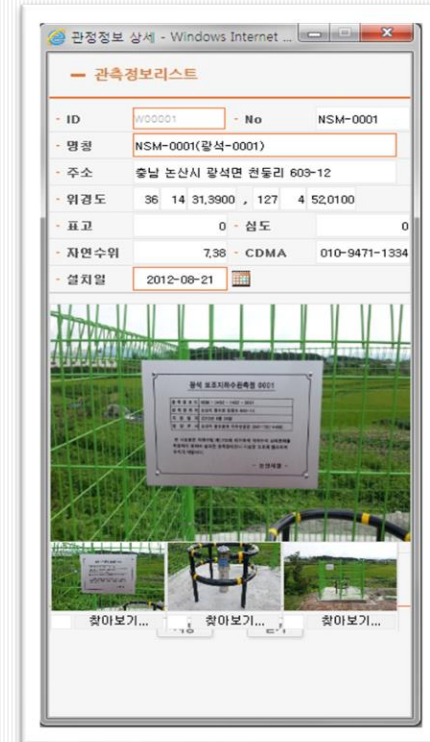 관정정보 상세 - Windows Internet ...
관측정보리스트
- ID W00001 - No NSM-0001
- 명칭 NSM-0001(광석-0001)
- 주소 충남 논산시 광석면 천동리 603-12
- 위경도 36 14 31,3900 , 127 4 52,0100
- 표고 0 - 심도 0
- 자연수위 7,38 - CDMA 010-9471-1334
- 설치일 2012-08-21
광석 보조지하수관측정 0001
- 논산시장 -
찾아보기... 찾아보기... 찾아보기...